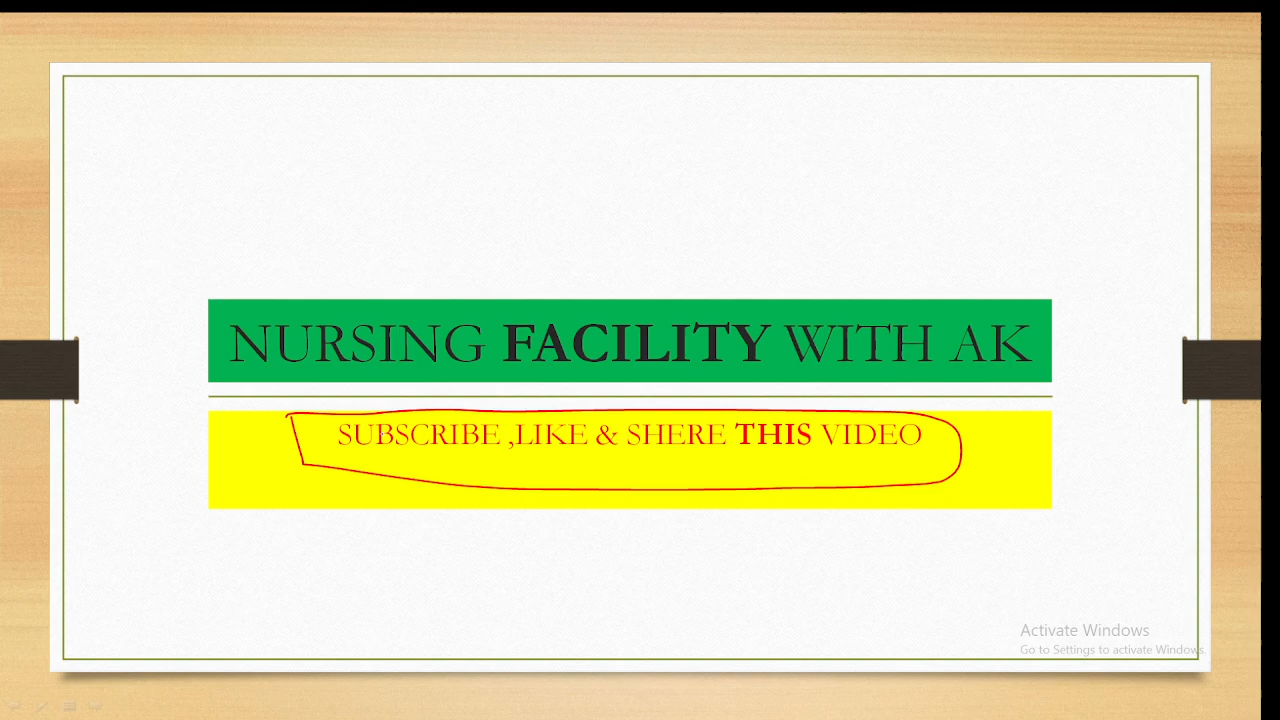 NURSING FACILITY WITH AK
SUBSCRIBE ,LIKE & SHERE THIS VIDEO
Activate Windows
Go to Settings to activate Windows.